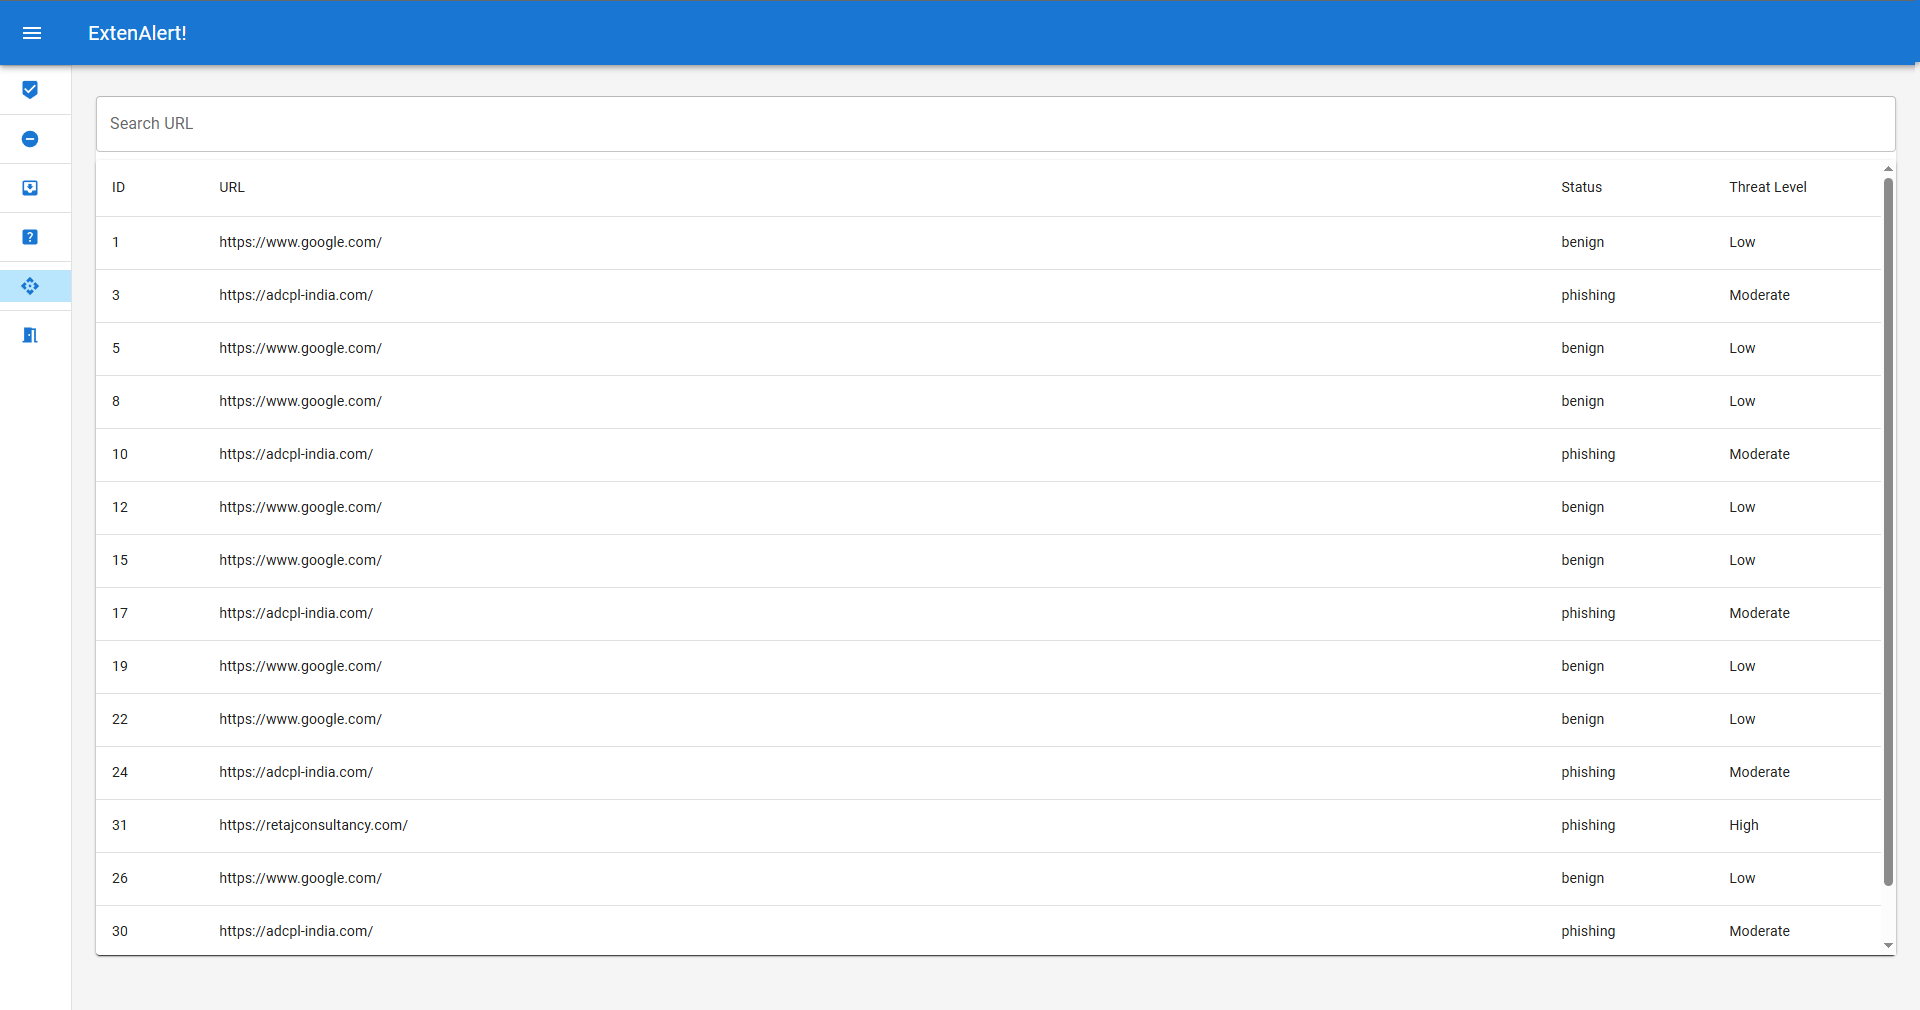 ExtenAlert!
Search URL
ID URL Status Threat Level
1 https://www.google.com/ benign Low
3 https://adcpl-india.com/ phishing Moderate
5 https://www.google.com/ benign Low
8 https://www.google.com/ benign Low
10 https://adcpl-india.com/ phishing Moderate
12 https://www.google.com/ benign Low
15 https://www.google.com/ benign Low
17 https://adcpl-india.com/ phishing Moderate
19 https://www.google.com/ benign Low
22 https://www.google.com/ benign Low
24 https://adcpl-india.com/ phishing Moderate
31 https://retajconsultancy.com/ phishing High
26 https://www.google.com/ benign Low
30 https://adcpl-india.com/ phishing Moderate